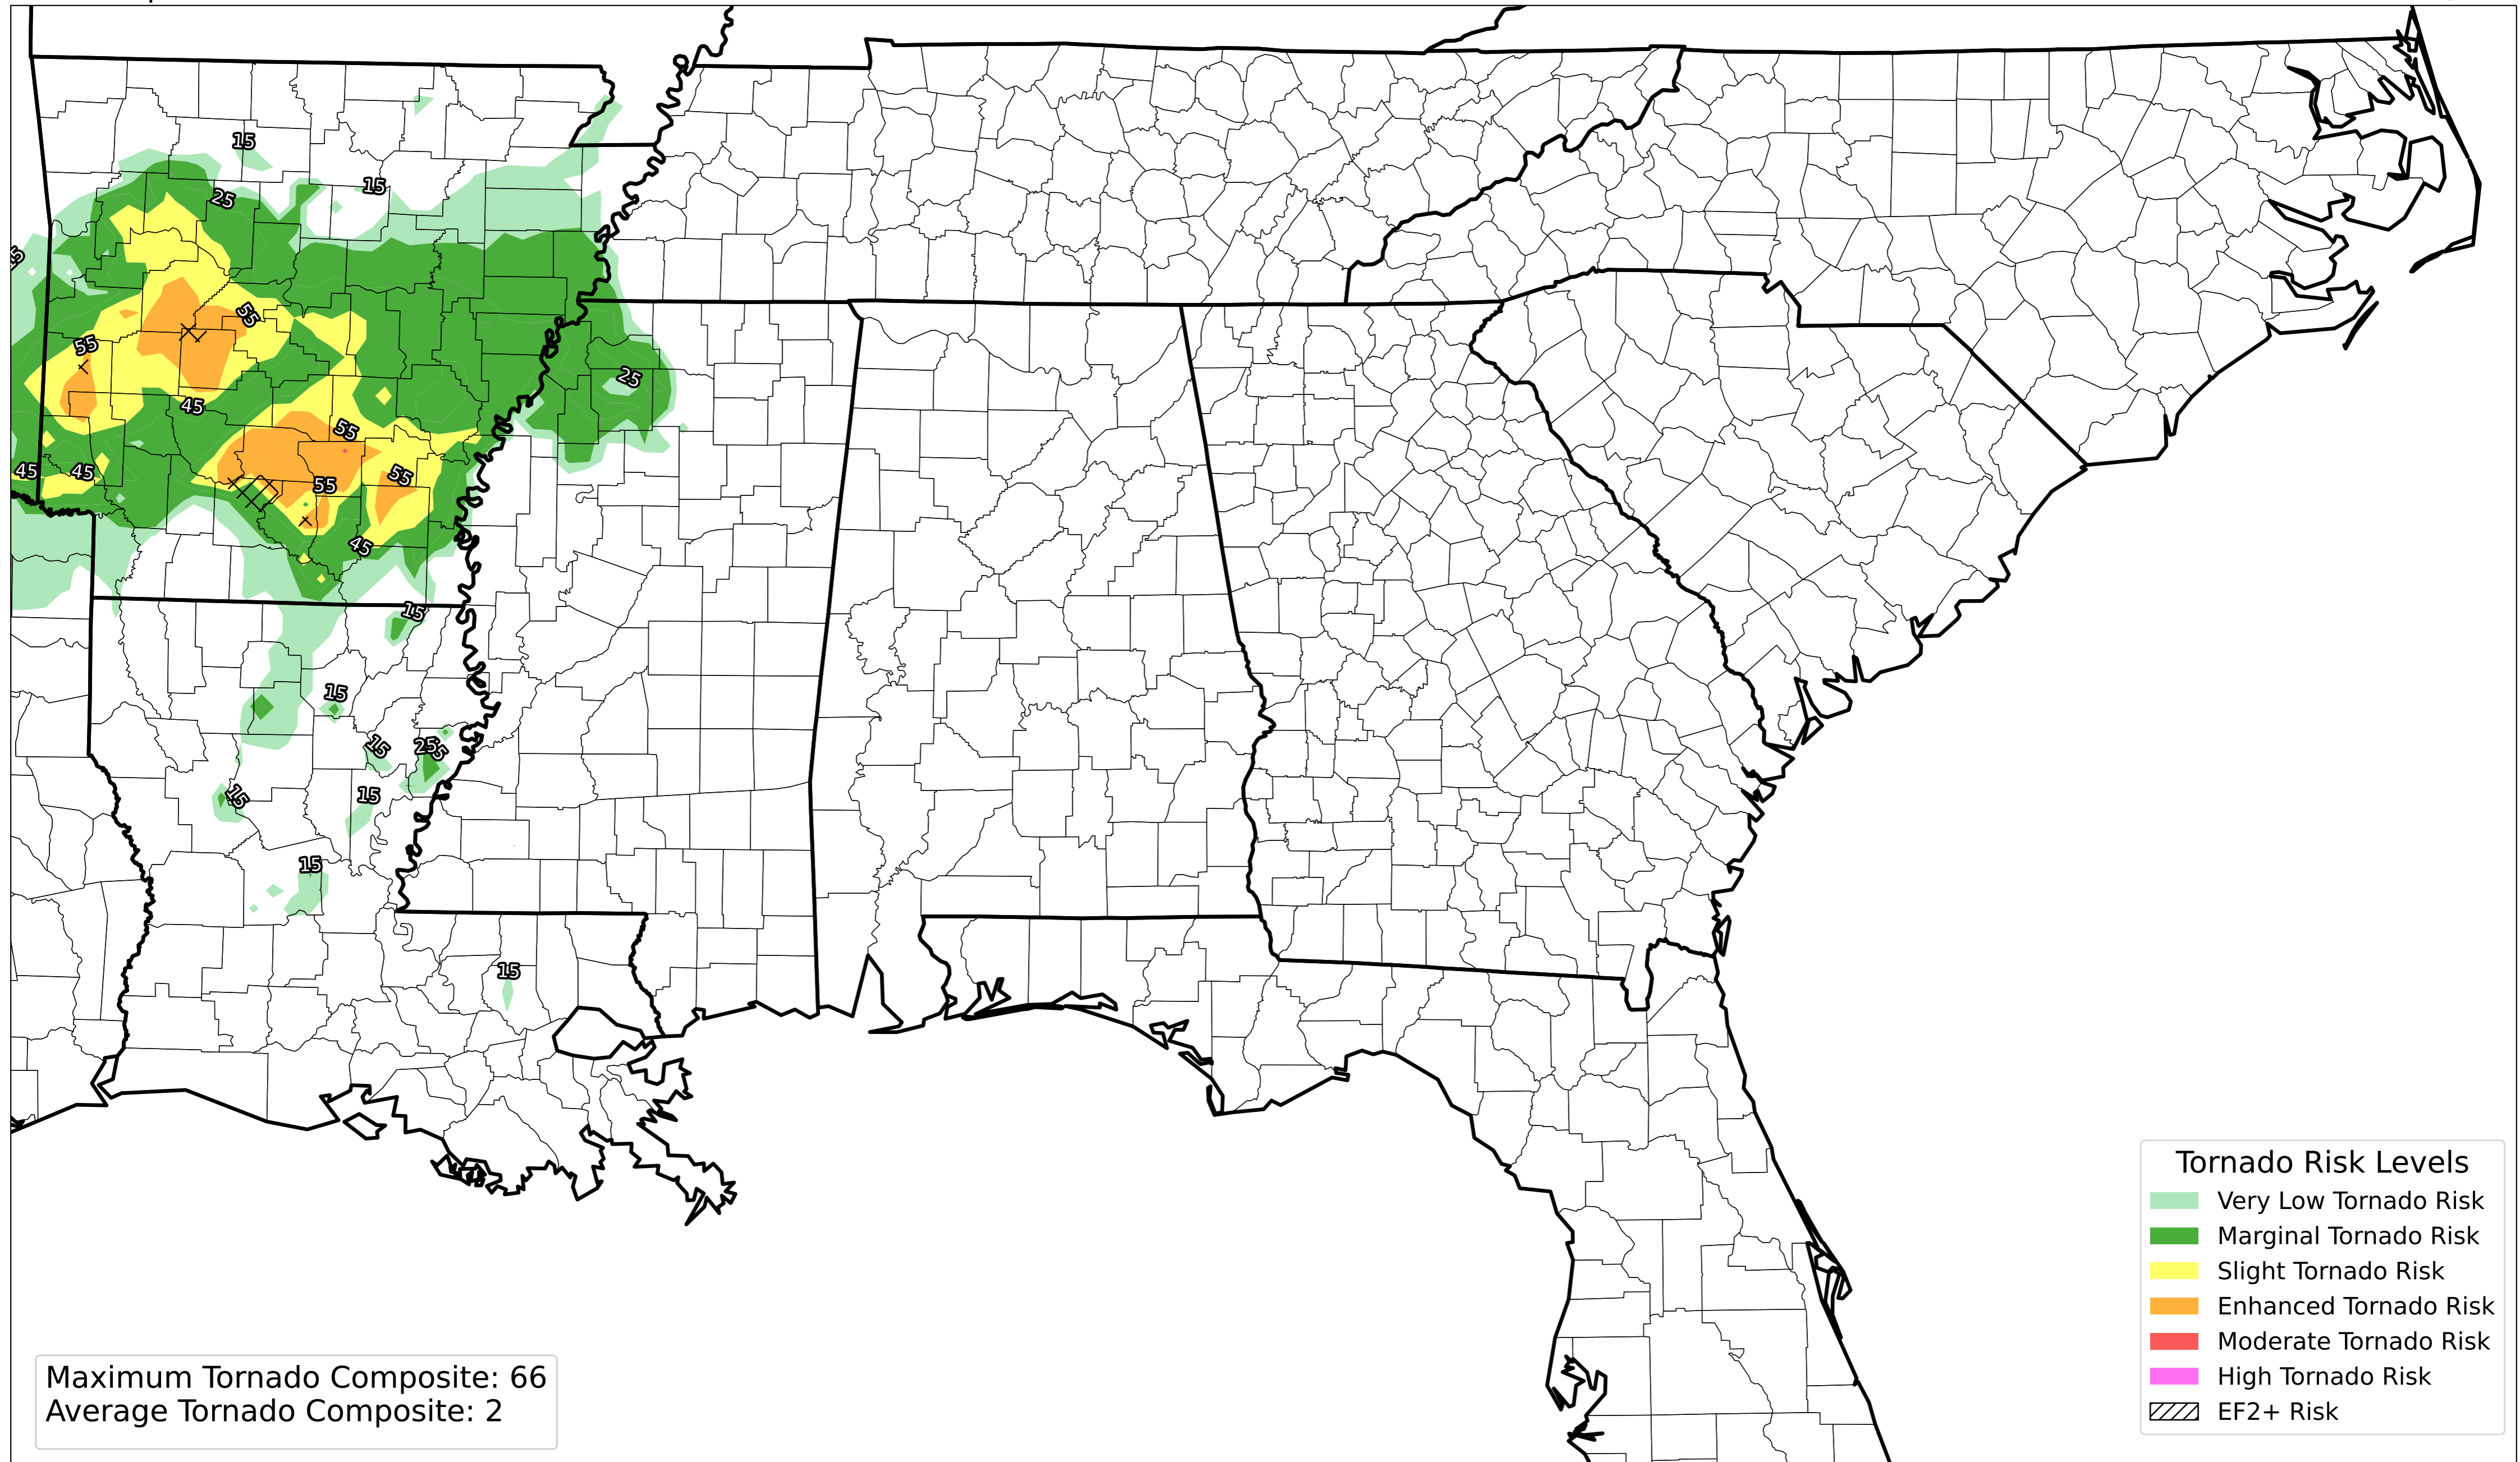 15
15
25
55
55
25
45
55
45
45
55
55
45
15
15
15
25
15
15
15
15
Tornado Risk Levels
Very Low Tornado Risk
Marginal Tornado Risk
Slight Tornado Risk
Enhanced Tornado Risk
Moderate Tornado Risk
High Tornado Risk
EF2+ Risk
Maximum Tornado Composite: 66
Average Tornado Composite: 2